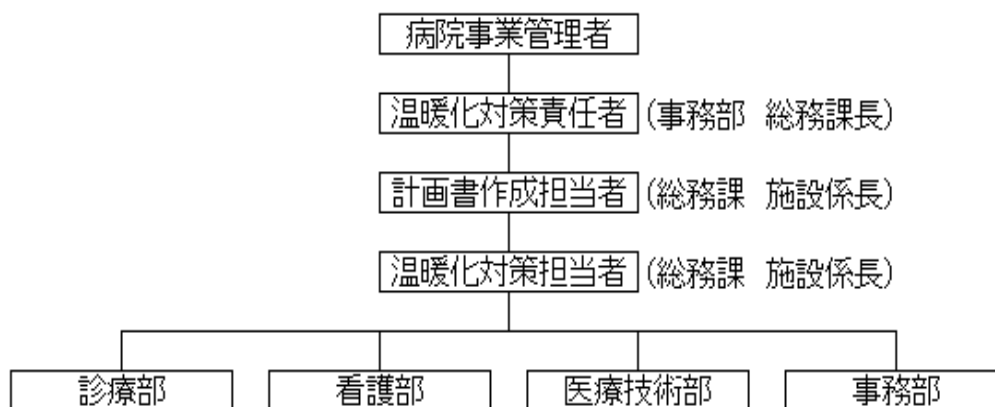 病院事業管理者
温暖化対策責任者 (事務部 総務課長)
計画書作成担当者 (総務課 施設係長)
温暖化対策担当者 (総務課 施設係長)
診療部 看護部 医療技術部 事務部